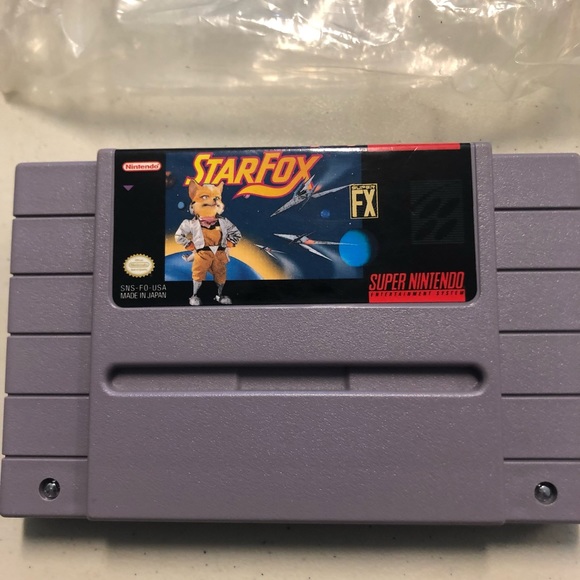 Nintendo
STARFOX
SUPER
FX
SNS-FO-USA
MADE IN JAPAN
SUPER NINTENDO
ENTERTAINMENT SYSTEM